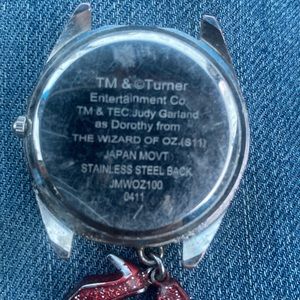 TM & ©Turner
Entertainment Co.
TM & TEC.Judy Garland
as Dorothy from
THE WIZARD OF OZ.(S11)
JAPAN MOVT
STAINLESS STEEL BACK
JMWOZ100
0411